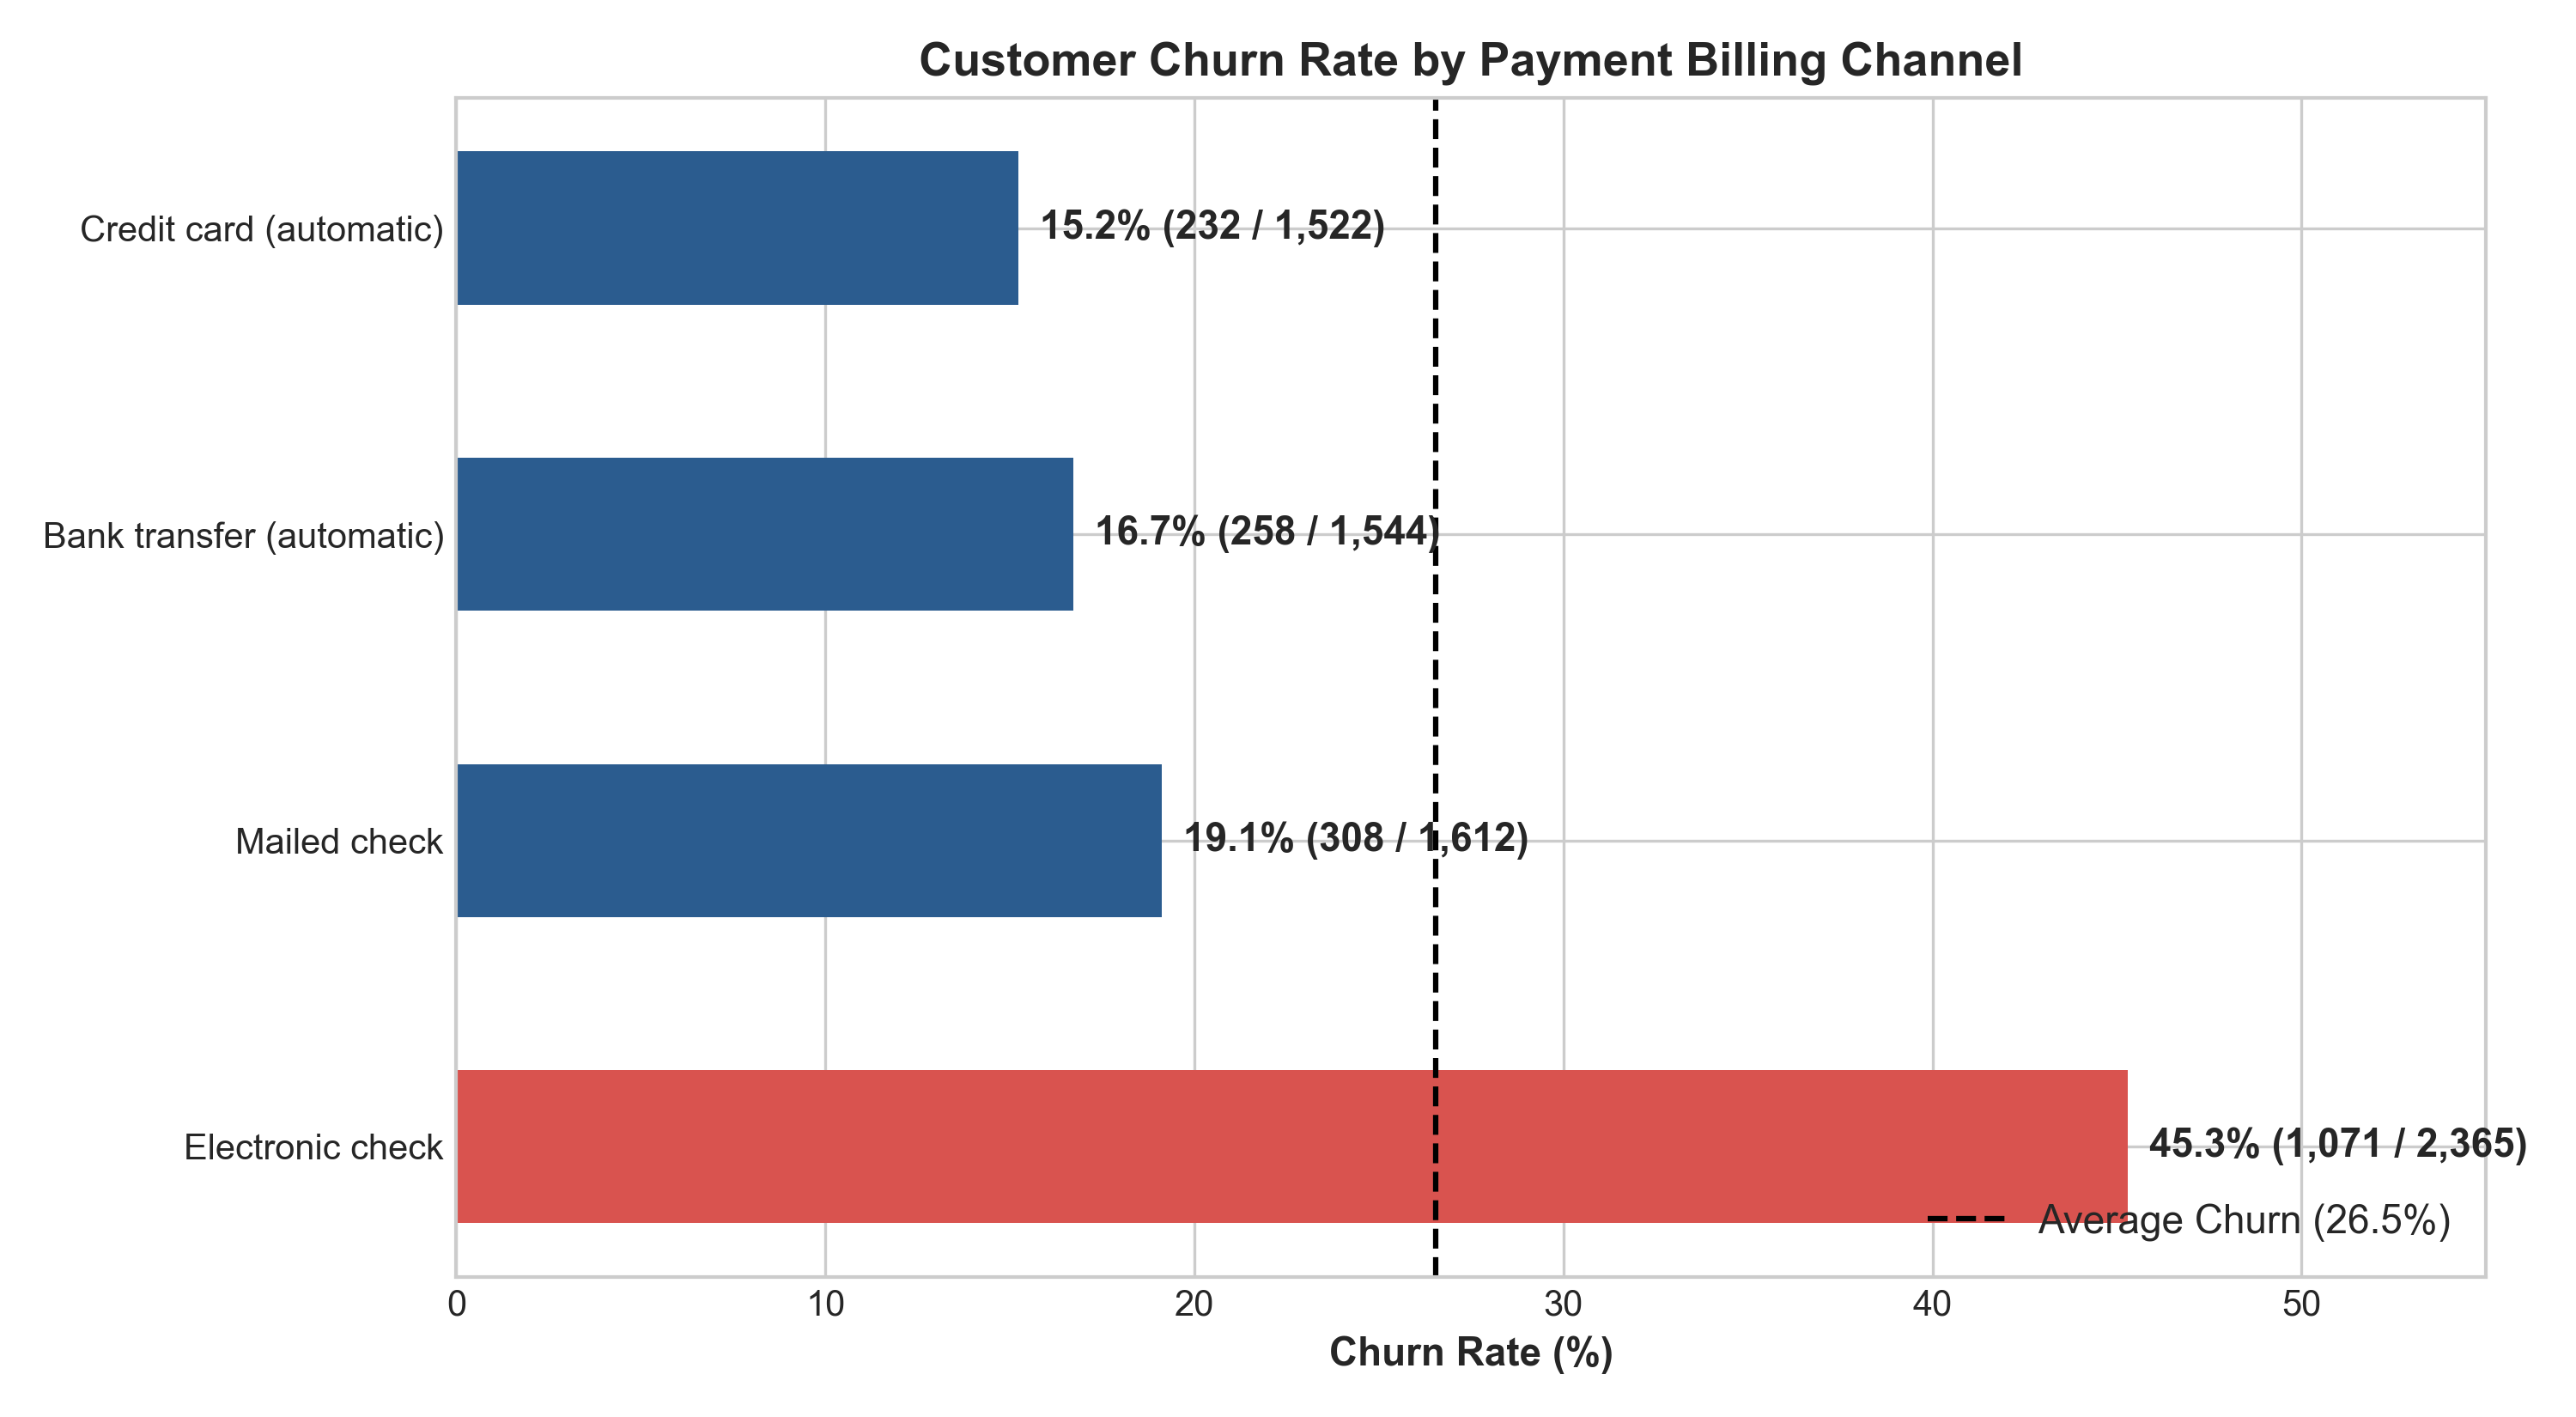 Customer Churn Rate by Payment Billing Channel
Credit card (automatic)
15.2% (232 / 1,522)
Bank transfer (automatic)
16.7% (258 / 1,544)
Mailed check
19.1% (308 / 1,612)
Electronic check
45.3% (1,071 / 2,365)
Average Churn (26.5%)
0 10 20 30 40 50
Churn Rate (%)